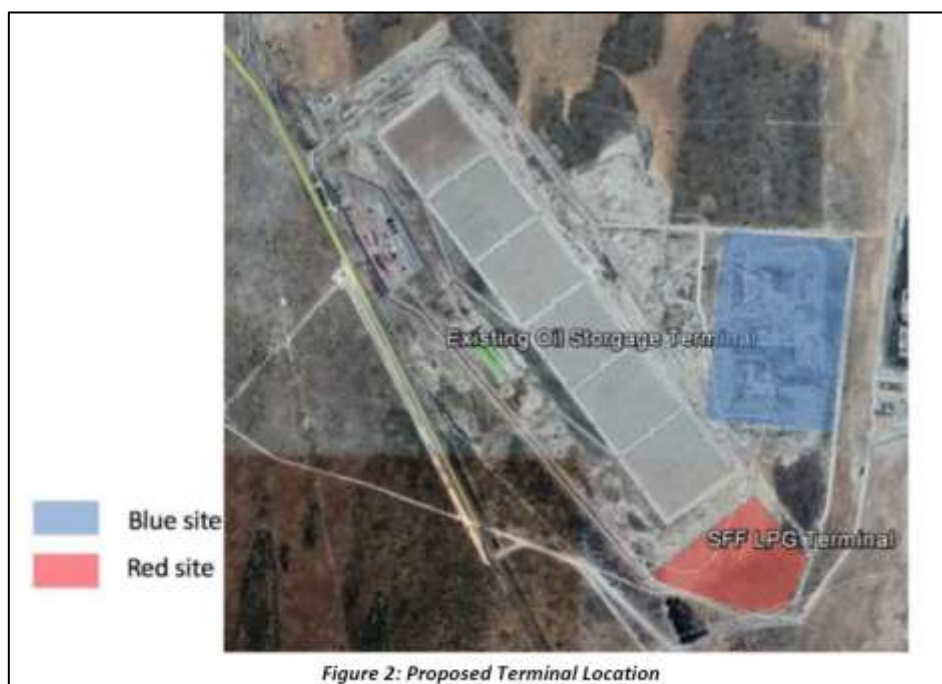 Existing Oil Storgage Terminal
SFF LPG Terminal
Blue site
Red site
Figure 2: Proposed Terminal Location